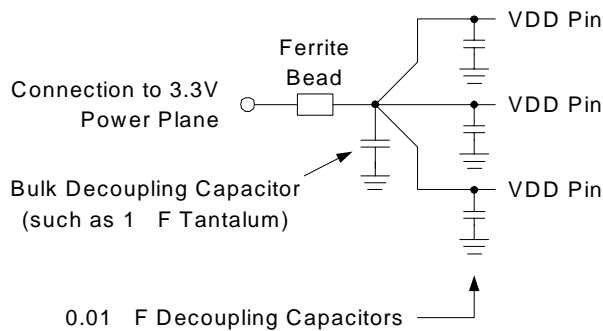 Ferrite
Bead
Connection to 3.3V
Power Plane
VDD Pin
VDD Pin
VDD Pin
Bulk Decoupling Capacitor
(such as 1 F Tantalum)
0.01 F Decoupling Capacitors